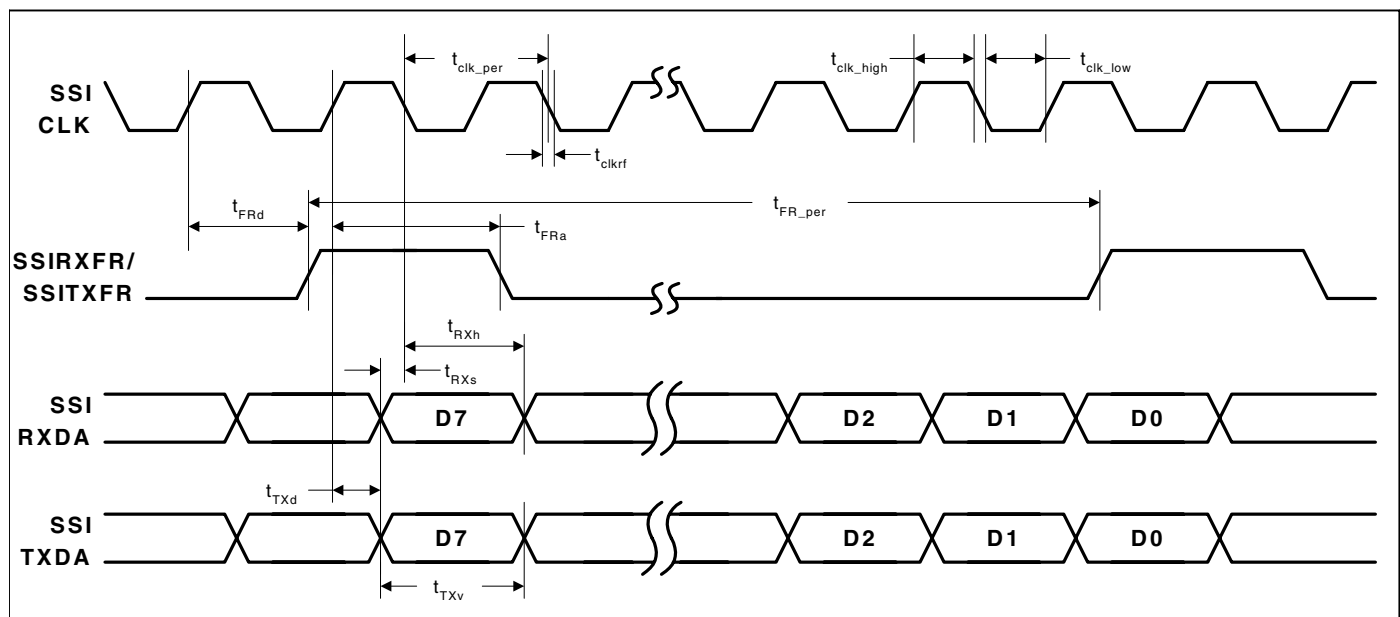 t_clk_per
t_clk_high
t_clk_low
SSI
CLK
t_clkrf
t_FRd
t_FR_per
t_FRa
SSIRXFR/
SSITXFR
t_RXh
t_RXs
SSI
RXDA
D7 D2 D1 D0
t_TXd
SSI
TXDA
D7 D2 D1 D0
t_TXv